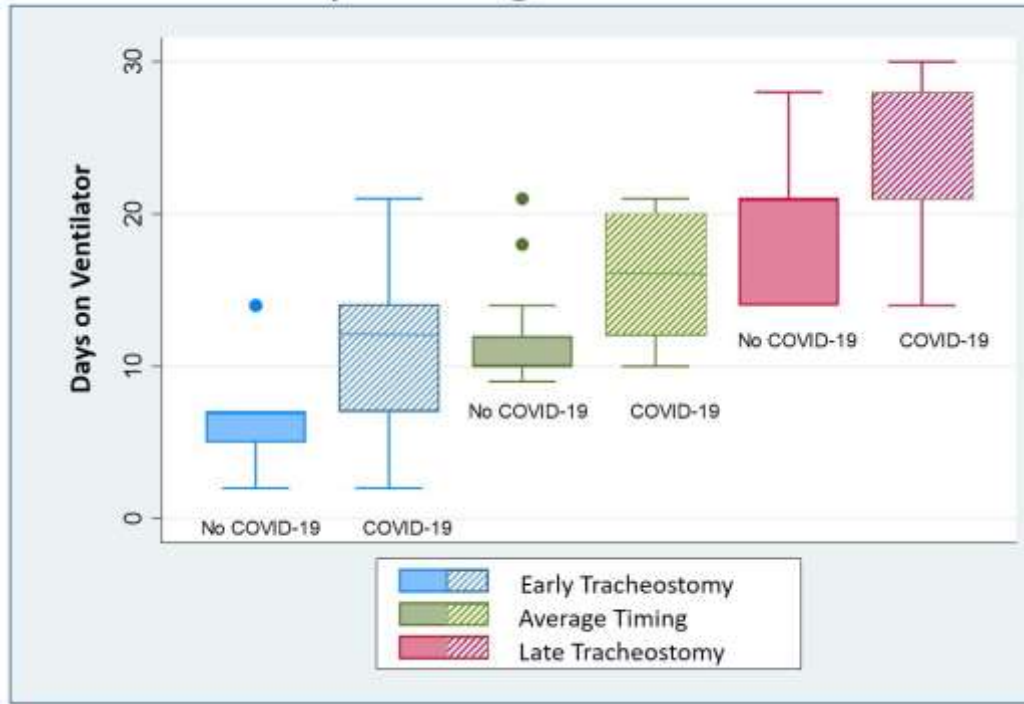 30
20
10
0
Days on Ventilator
No COVID-19 COVID-19
No COVID-19 COVID-19
No COVID-19 COVID-19
Early Tracheostomy
Average Timing
Late Tracheostomy